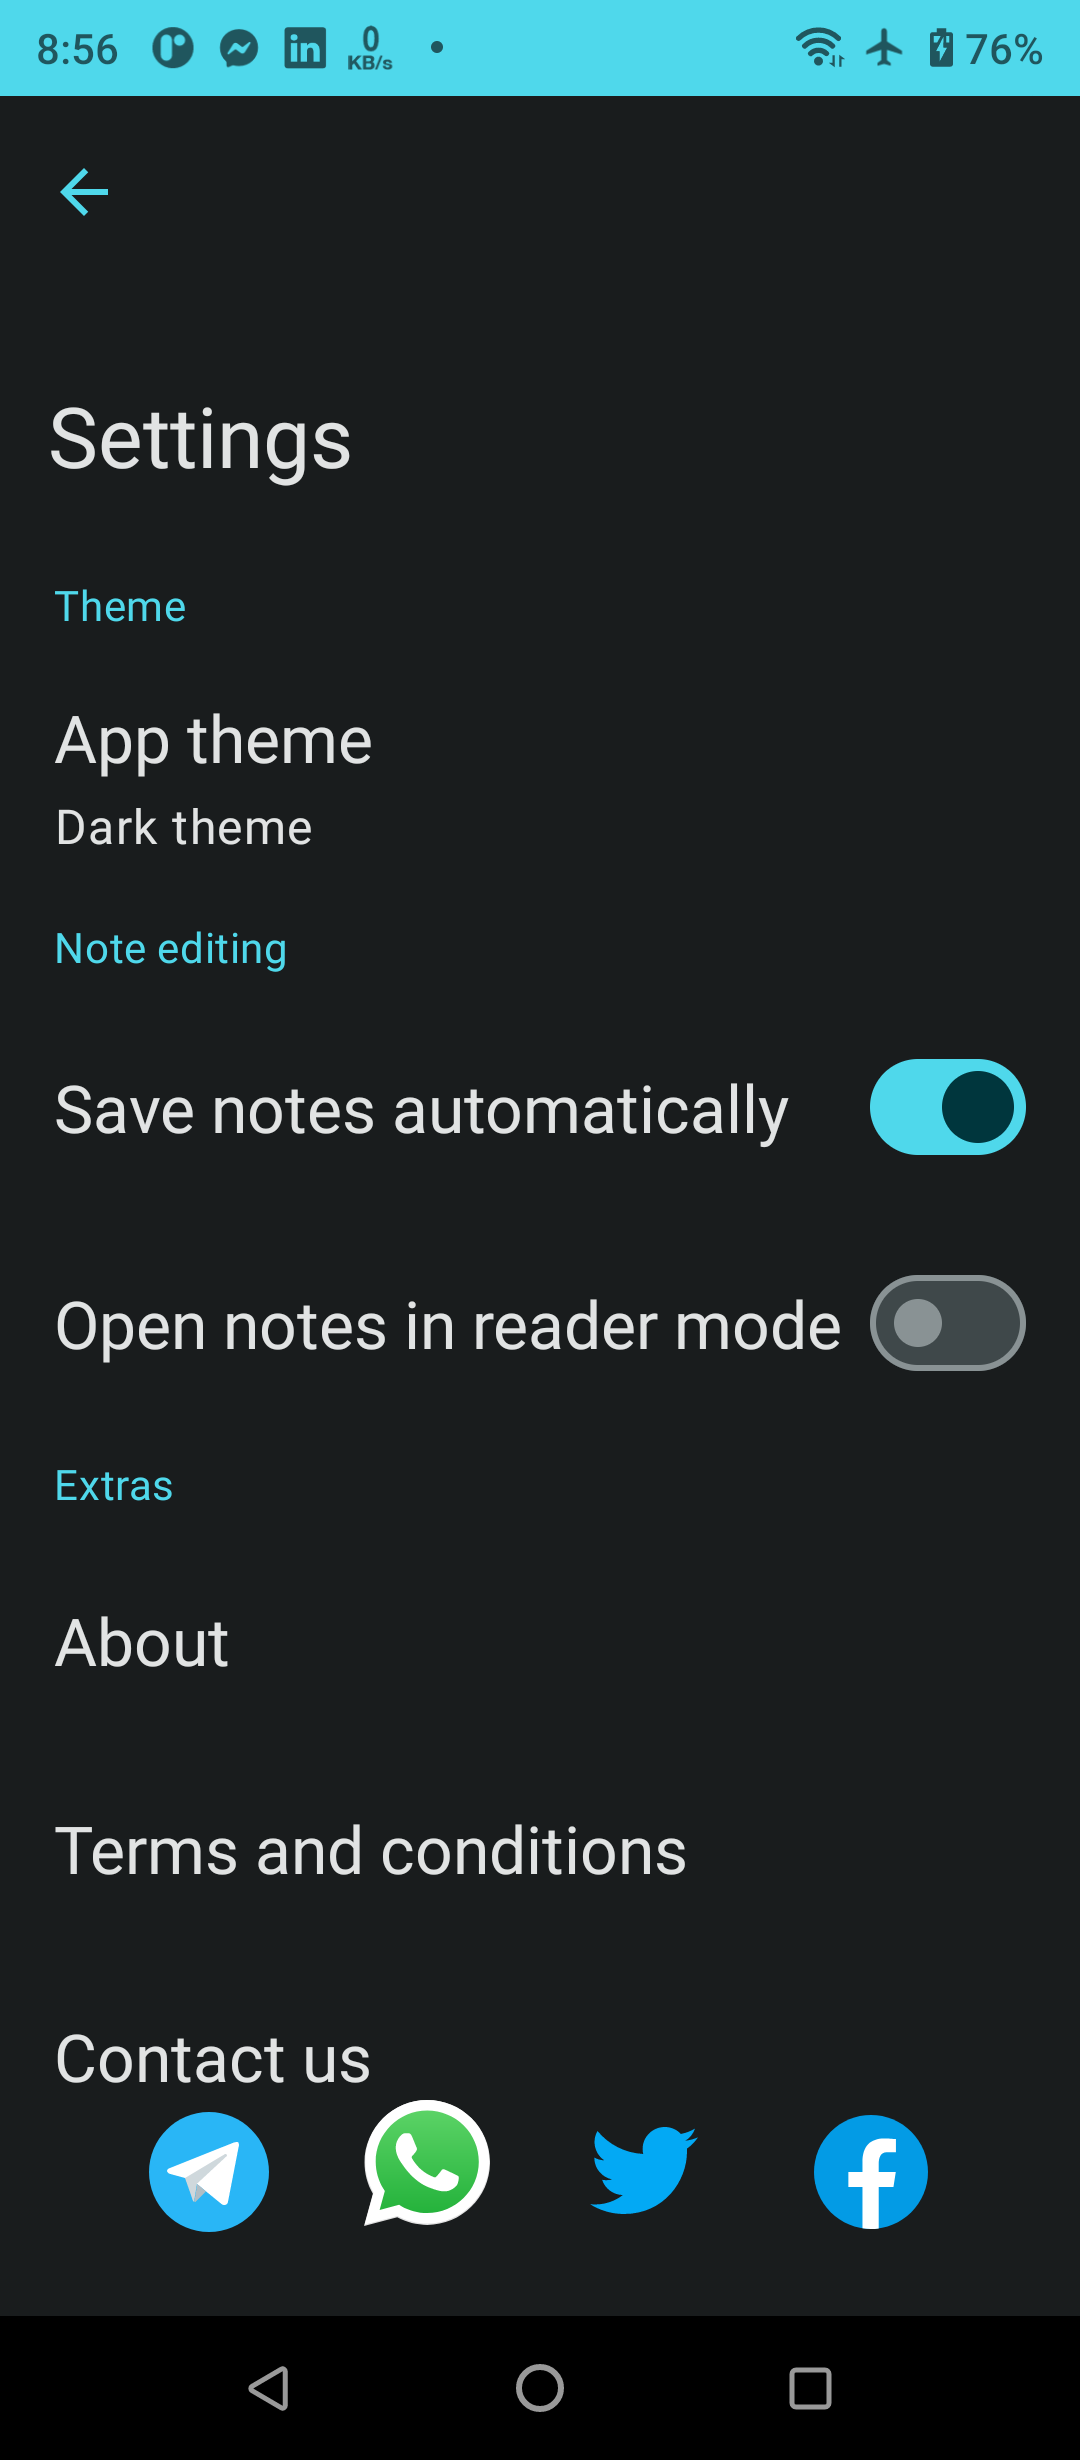 8:56 in 0 KB/s 76%
Settings
Theme
App theme
Dark theme
Note editing
Save notes automatically
Open notes in reader mode
Extras
About
Terms and conditions
Contact us